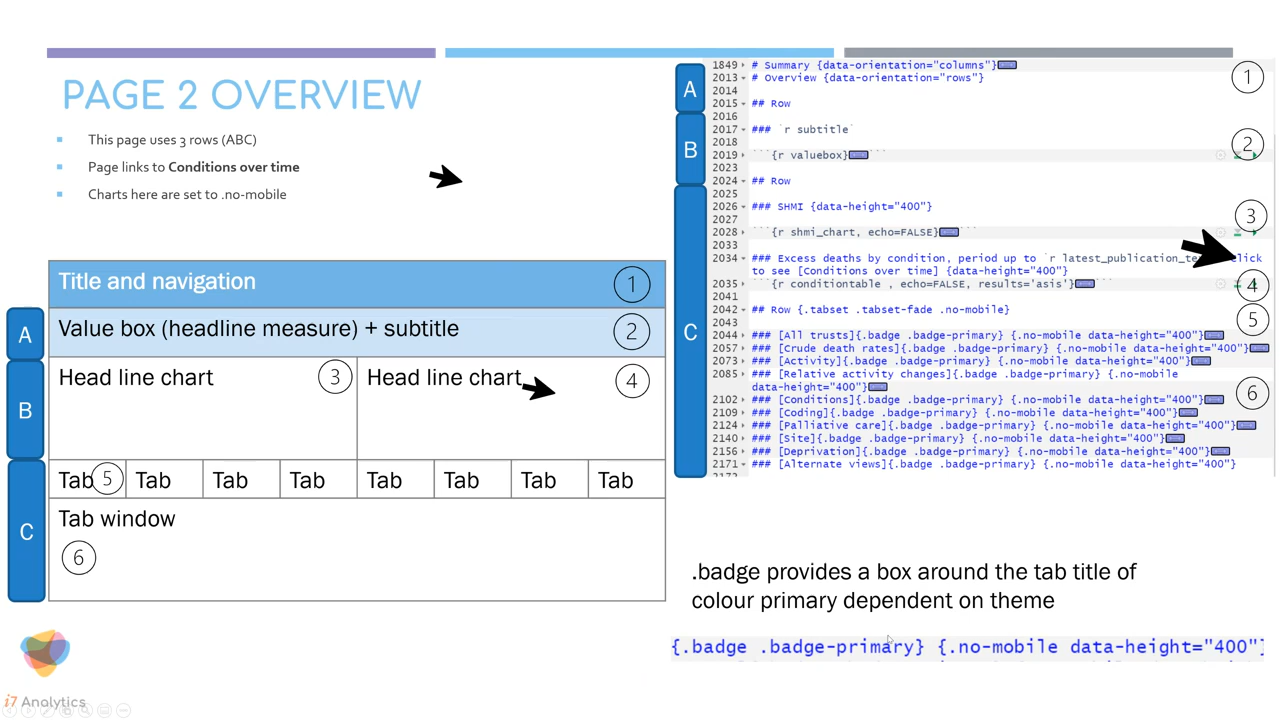 PAGE 2 OVERVIEW
This page uses 3 rows (ABC)
Page links to Conditions over time
Charts here are set to .no-mobile
Title and navigation 1
A Value box (headline measure) + subtitle 2
B Head line chart 3 Head line chart 4
Tab 5 Tab Tab Tab Tab Tab Tab Tab
C Tab window
6
i7 Analytics
A
B
C
1849 # Summary {data-orientation="columns"}
2013 # Overview {data-orientation="rows"}
1
2014
2015 ## Row
2016
2017 ### `r subtitle`
2018
2
2019 ```{r valuebox}
2023
2024 ## Row
2025
2026 ### SHMI {data-height="400"}
2027
3
2028 ```{r shmi_chart, echo=FALSE}
2033
2034 ### Excess deaths by condition, period up to `r latest_publication_te click
to see [Conditions over time] {data-height="400"}
2035 ```{r conditiontable , echo=FALSE, results='asis'}
4
2041
2042 ## Row {.tabset .tabset-fade .no-mobile}
5
2043
2044 ### [All trusts]{.badge .badge-primary} {.no-mobile data-height="400"}
2057 ### [Crude death rates]{.badge .badge-primary} {.no-mobile data-height="400"}
2073 ### [Activity]{.badge .badge-primary} {.no-mobile data-height="400"}
2085 ### [Relative activity changes]{.badge .badge-primary} {.no-mobile
data-height="400"}
6
2102 ### [Conditions]{.badge .badge-primary} {.no-mobile data-height="400"}
2109 ### [Coding]{.badge .badge-primary} {.no-mobile data-height="400"}
2124 ### [Palliative care]{.badge .badge-primary} {.no-mobile data-height="400"}
2140 ### [Site]{.badge .badge-primary} {.no-mobile data-height="400"}
2156 ### [Deprivation]{.badge .badge-primary} {.no-mobile data-height="400"}
2171 ### [Alternate views]{.badge .badge-primary} {.no-mobile data-height="400"}
.badge provides a box around the tab title of
colour primary dependent on theme
{.badge .badge-primary} {.no-mobile data-height="400"}